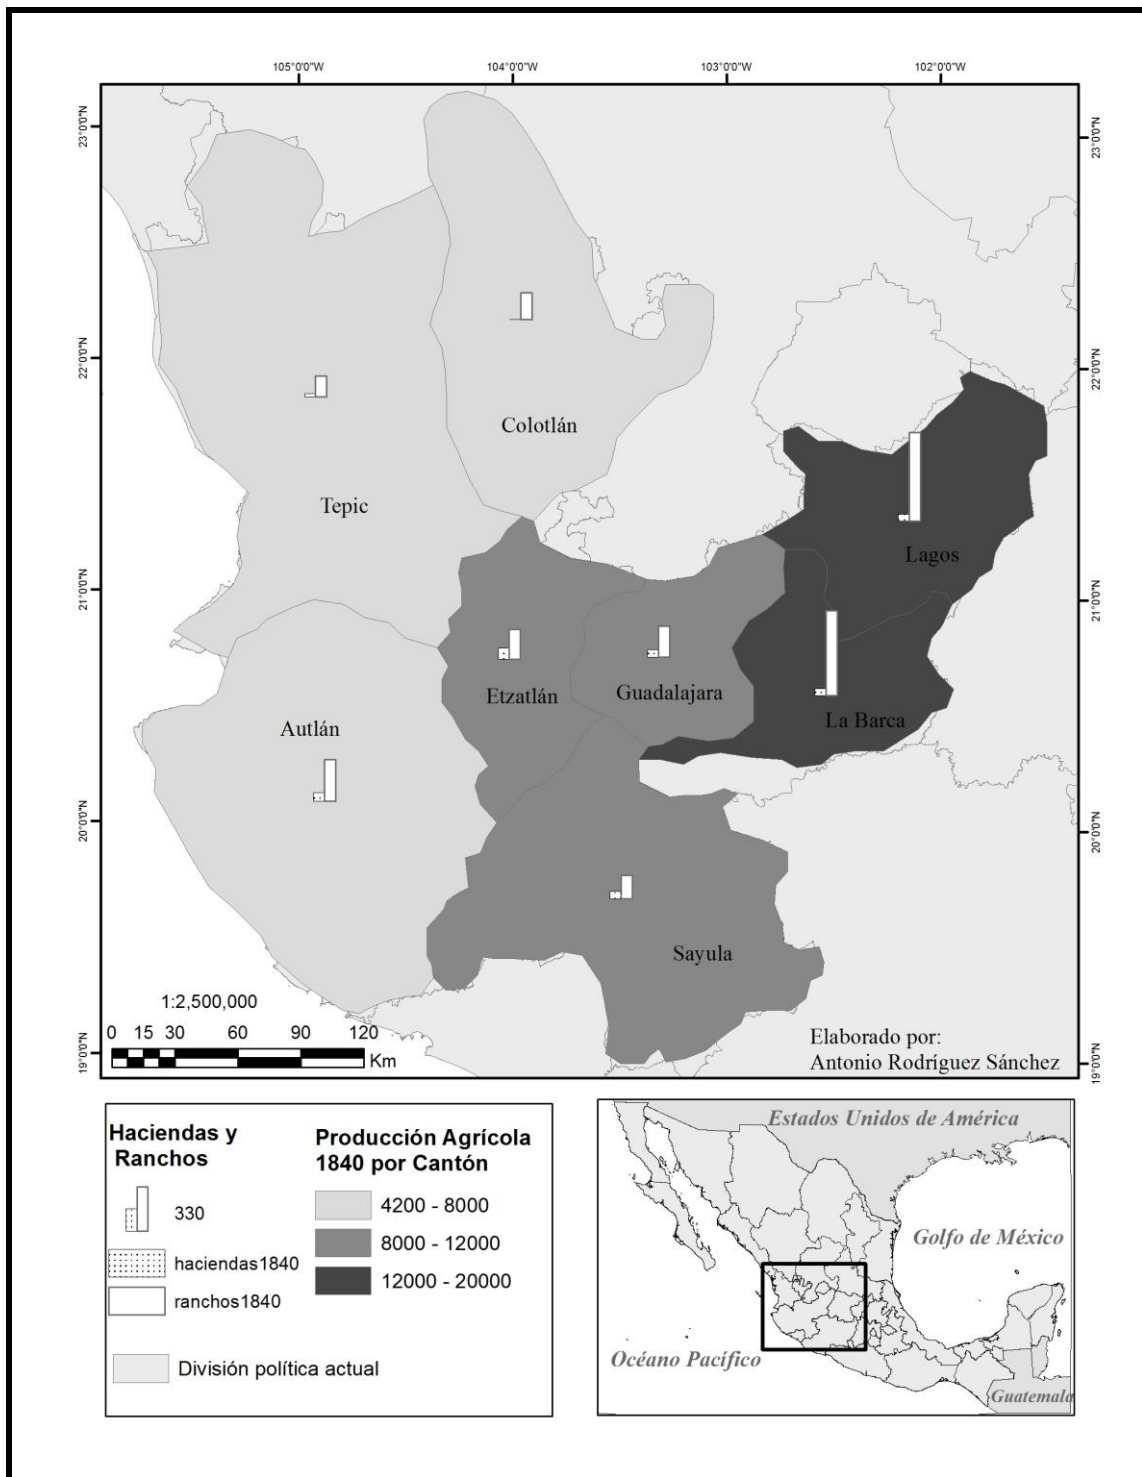 105°0'0"W
104°0'0"W
103°0'0"W
102°0'0"W
23°0'0"N
23°0'0"N
22°0'0"N
22°0'0"N
21°0'0"N
21°0'0"N
20°0'0"N
20°0'0"N
19°0'0"N
19°0'0"N
Colotlán
Tepic
Lagos
Etzatlán
Guadalajara
La Barca
Autlán
Sayula
1:2,500,000
0 15 30 60 90 120
Km
Elaborado por:
Antonio Rodríguez Sánchez
Haciendas y
Ranchos
330
haciendas1840
ranchos1840
Producción Agrícola
1840 por Cantón
4200 - 8000
8000 - 12000
12000 - 20000
División política actual
Estados Unidos de América
Golfo de México
Océano Pacífico
Guatemala